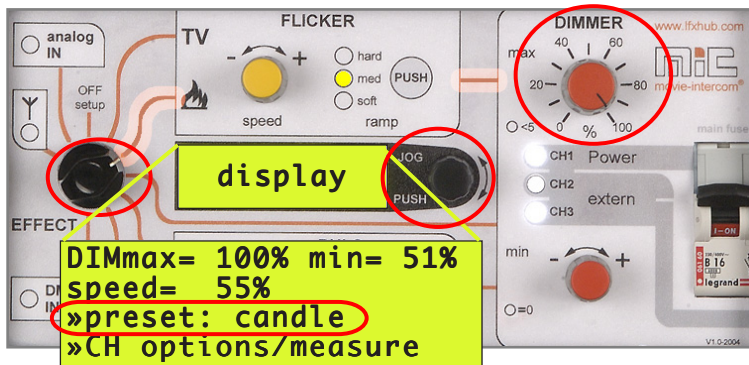 analog
IN
TV
FLICKER
- +
hard
med
soft
PUSH
speed
ramp
OFF
setup
EFFECT
display
JOG
PUSH
DIMMER
max
0
20
40
60
80
100
%
<5
www.lfxhub.com
mic
movie-intercom®
main fuse
CH1 Power
CH2
extern
CH3
I-ON
B 16
legrand
min
- +
=0
V1.0-2004
DIMmax= 100% min= 51%
speed= 55%
»preset: candle
»CH options/measure